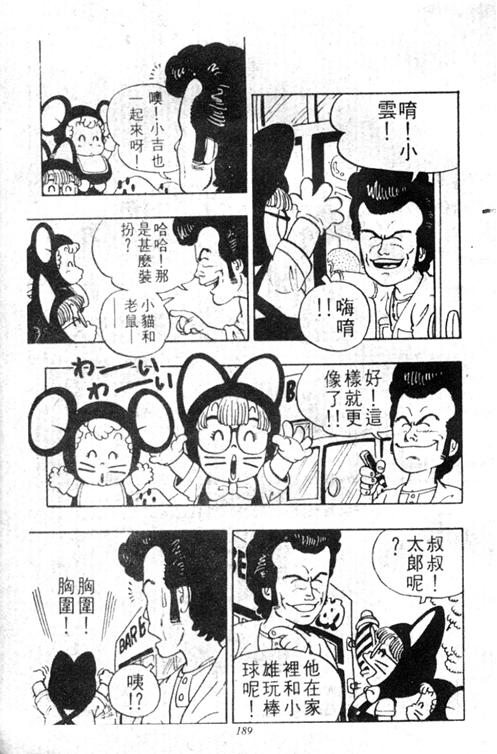 唷！小
雲！
嗨唷
！！
噢！小吉也
一起來呀！
哈哈！那
是甚麼裝
扮？
小貓和
老鼠——
好！這
樣就更
像了！！
わーい
わーい
叔叔！
太郎呢
？
他在家
裡和小
雄玩棒
球呢！
BARBE
胸圍！
胸圍！
咦！？
189